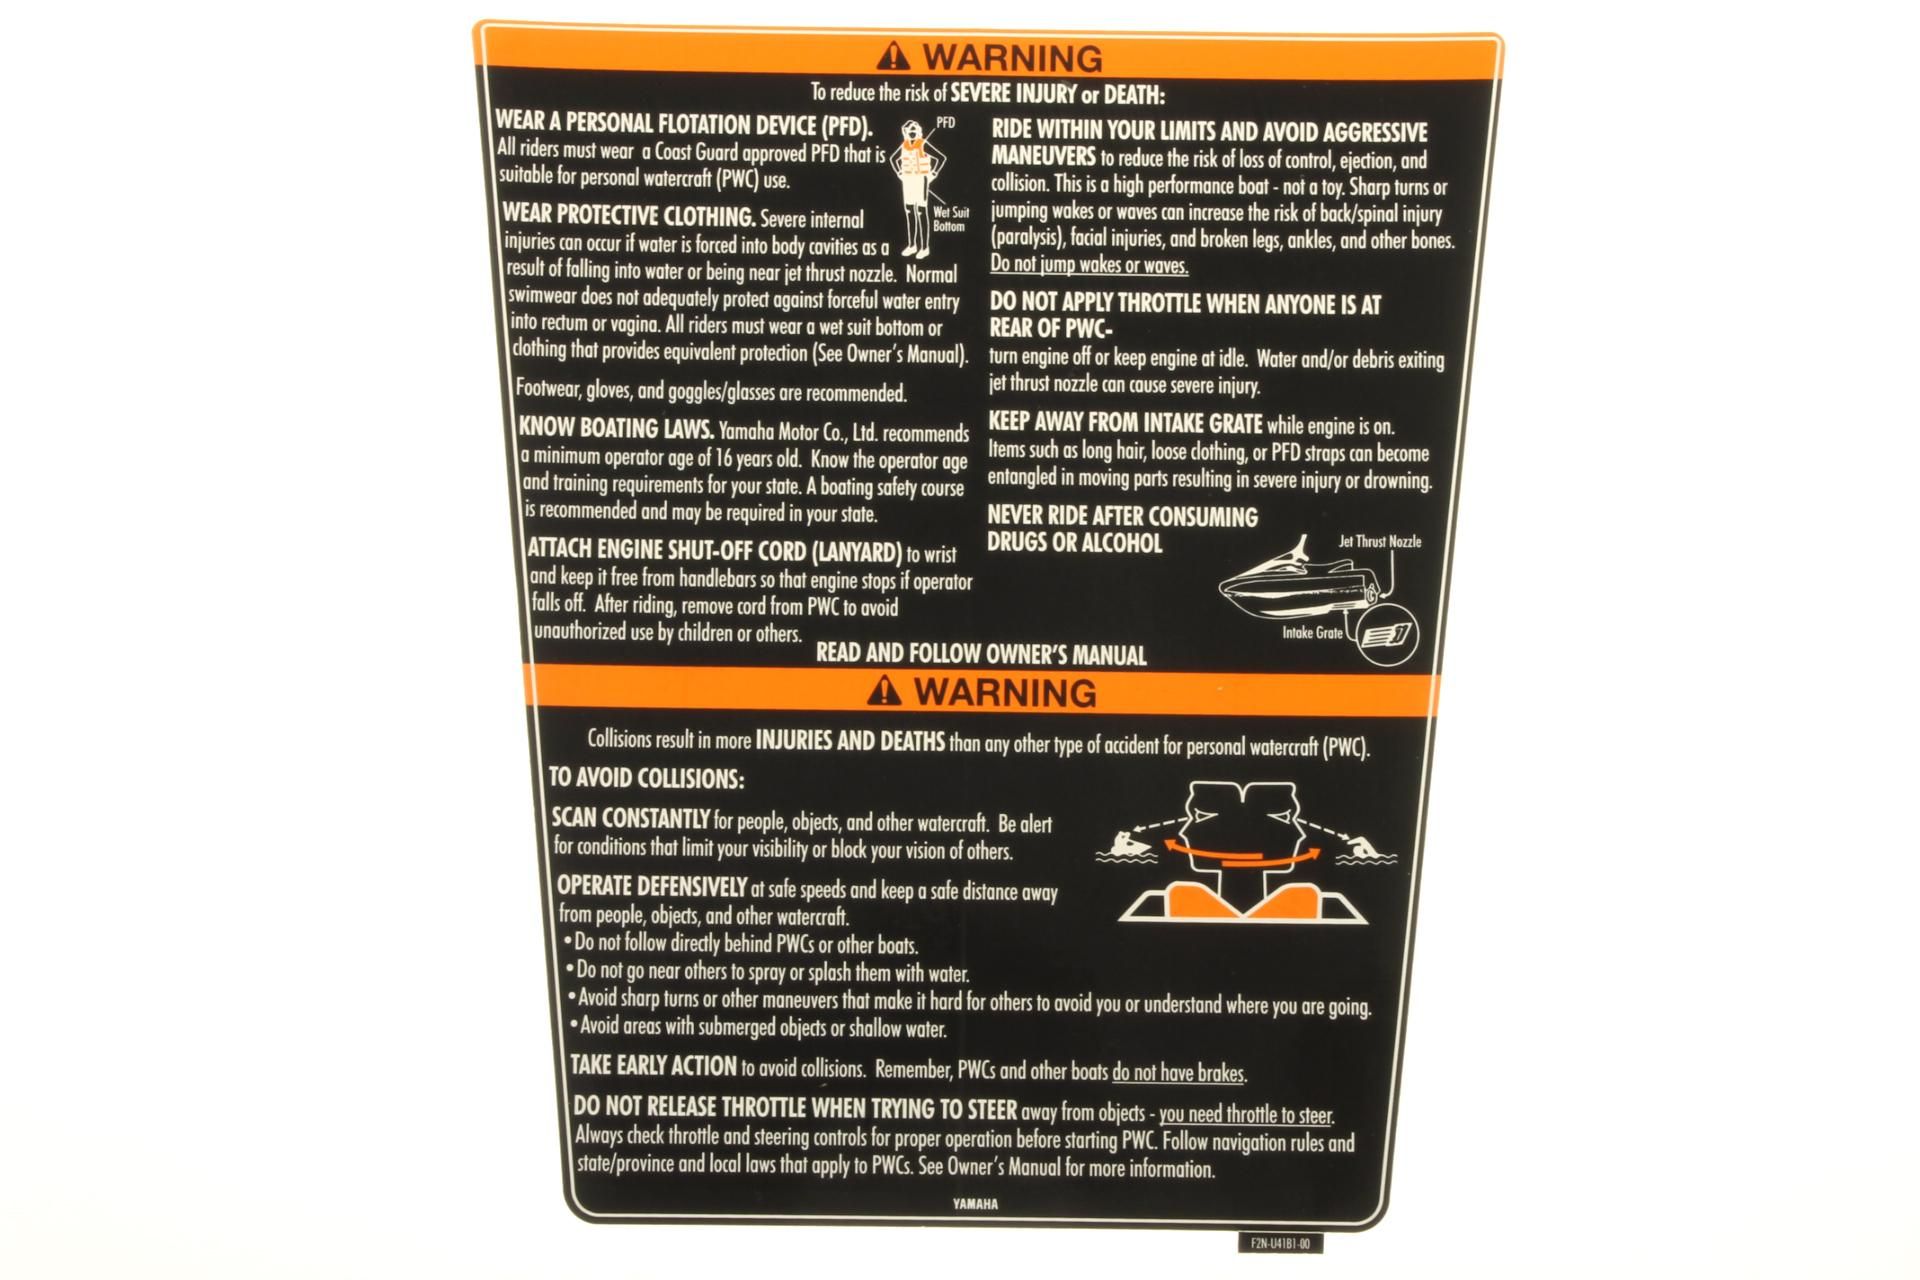 WARNING
To reduce the risk of SEVERE INJURY or DEATH:
WEAR A PERSONAL FLOTATION DEVICE (PFD).
All riders must wear a Coast Guard approved PFD that is
suitable for personal watercraft (PWC) use.
PFD
Wet Suit
Bottom
WEAR PROTECTIVE CLOTHING. Severe internal
injuries can occur if water is forced into body cavities as a
result of falling into water or being near jet thrust nozzle. Normal
swimwear does not adequately protect against forceful water entry
into rectum or vagina. All riders must wear a wet suit bottom or
clothing that provides equivalent protection (See Owner's Manual).
Footwear, gloves, and goggles/glasses are recommended.
KNOW BOATING LAWS. Yamaha Motor Co., Ltd. recommends
a minimum operator age of 16 years old. Know the operator age
and training requirements for your state. A boating safety course
is recommended and may be required in your state.
ATTACH ENGINE SHUT-OFF CORD (LANYARD) to wrist
and keep it free from handlebars so that engine stops if operator
falls off. After riding, remove cord from PWC to avoid
unauthorized use by children or others.
RIDE WITHIN YOUR LIMITS AND AVOID AGGRESSIVE
MANEUVERS to reduce the risk of loss of control, ejection, and
collision. This is a high performance boat - not a toy. Sharp turns or
jumping wakes or waves can increase the risk of back/spinal injury
(paralysis), facial injuries, and broken legs, ankles, and other bones.
Do not jump wakes or waves.
DO NOT APPLY THROTTLE WHEN ANYONE IS AT
REAR OF PWC-
turn engine off or keep engine at idle. Water and/or debris exiting
jet thrust nozzle can cause severe injury.
KEEP AWAY FROM INTAKE GRATE while engine is on.
Items such as long hair, loose clothing, or PFD straps can become
entangled in moving parts resulting in severe injury or drowning.
NEVER RIDE AFTER CONSUMING
DRUGS OR ALCOHOL
Jet Thrust Nozzle
Intake Grate
READ AND FOLLOW OWNER'S MANUAL
WARNING
Collisions result in more INJURIES AND DEATHS than any other type of accident for personal watercraft (PWC).
TO AVOID COLLISIONS:
SCAN CONSTANTLY for people, objects, and other watercraft. Be alert
for conditions that limit your visibility or block your vision of others.
OPERATE DEFENSIVELY at safe speeds and keep a safe distance away
from people, objects, and other watercraft.
• Do not follow directly behind PWCs or other boats.
• Do not go near others to spray or splash them with water.
• Avoid sharp turns or other maneuvers that make it hard for others to avoid you or understand where you are going.
• Avoid areas with submerged objects or shallow water.
TAKE EARLY ACTION to avoid collisions. Remember, PWCs and other boats do not have brakes.
DO NOT RELEASE THROTTLE WHEN TRYING TO STEER away from objects - you need throttle to steer.
Always check throttle and steering controls for proper operation before starting PWC. Follow navigation rules and
state/province and local laws that apply to PWCs. See Owner's Manual for more information.
YAMAHA
F2N-U41B1-00